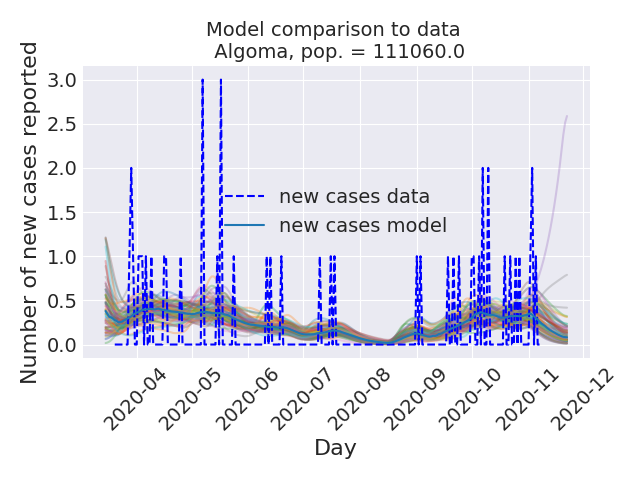 Model comparison to data
Algoma, pop. = 111060.0
Number of new cases reported
3.0
2.5
2.0
1.5
1.0
0.5
0.0
new cases data
new cases model
2020-04
2020-05
2020-06
2020-07
2020-08
2020-09
2020-10
2020-11
2020-12
Day